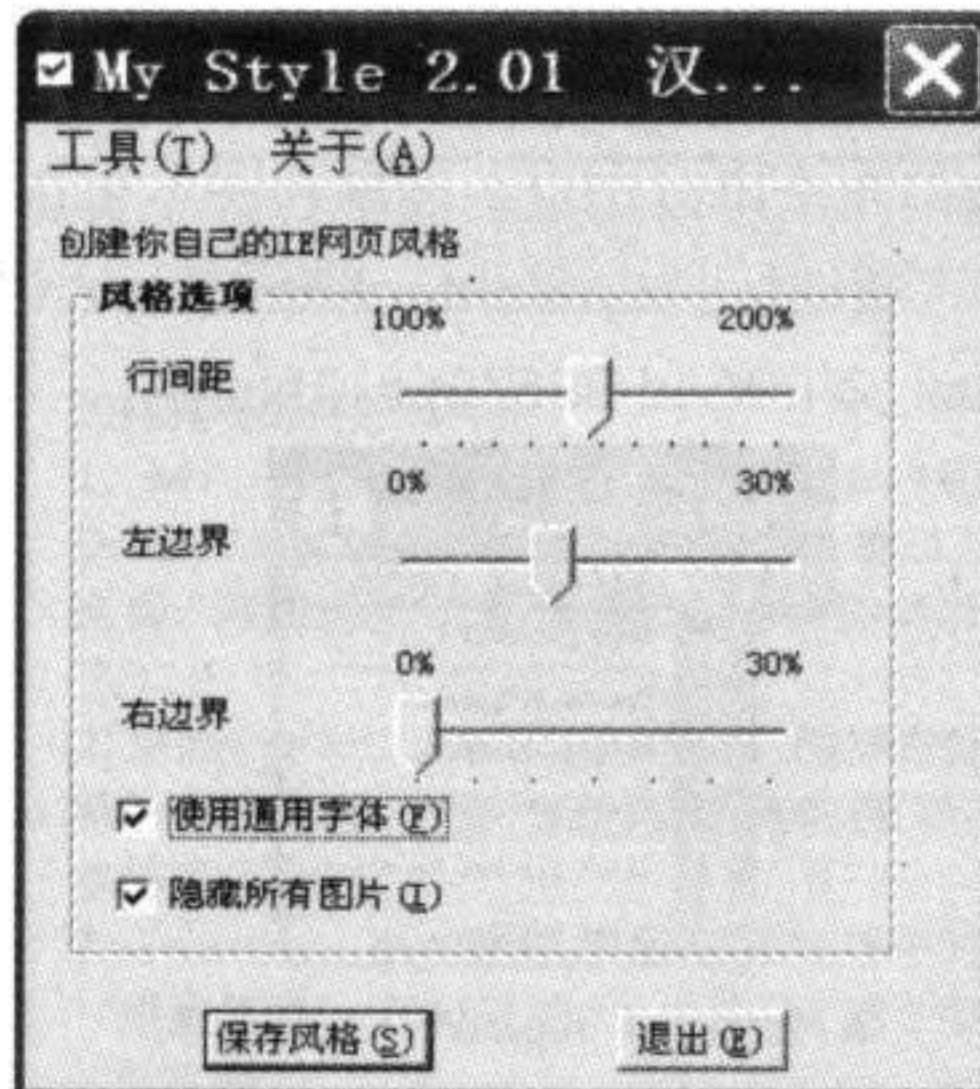 My Style 2.01 汉...
工具(T) 关于(A)
创建你自己的IE网页风格
风格选项
100% 200%
行间距
0% 30%
左边界
0% 30%
右边界
使用通用字体(F)
隐藏所有图片(I)
保存风格(S) 退出(E)